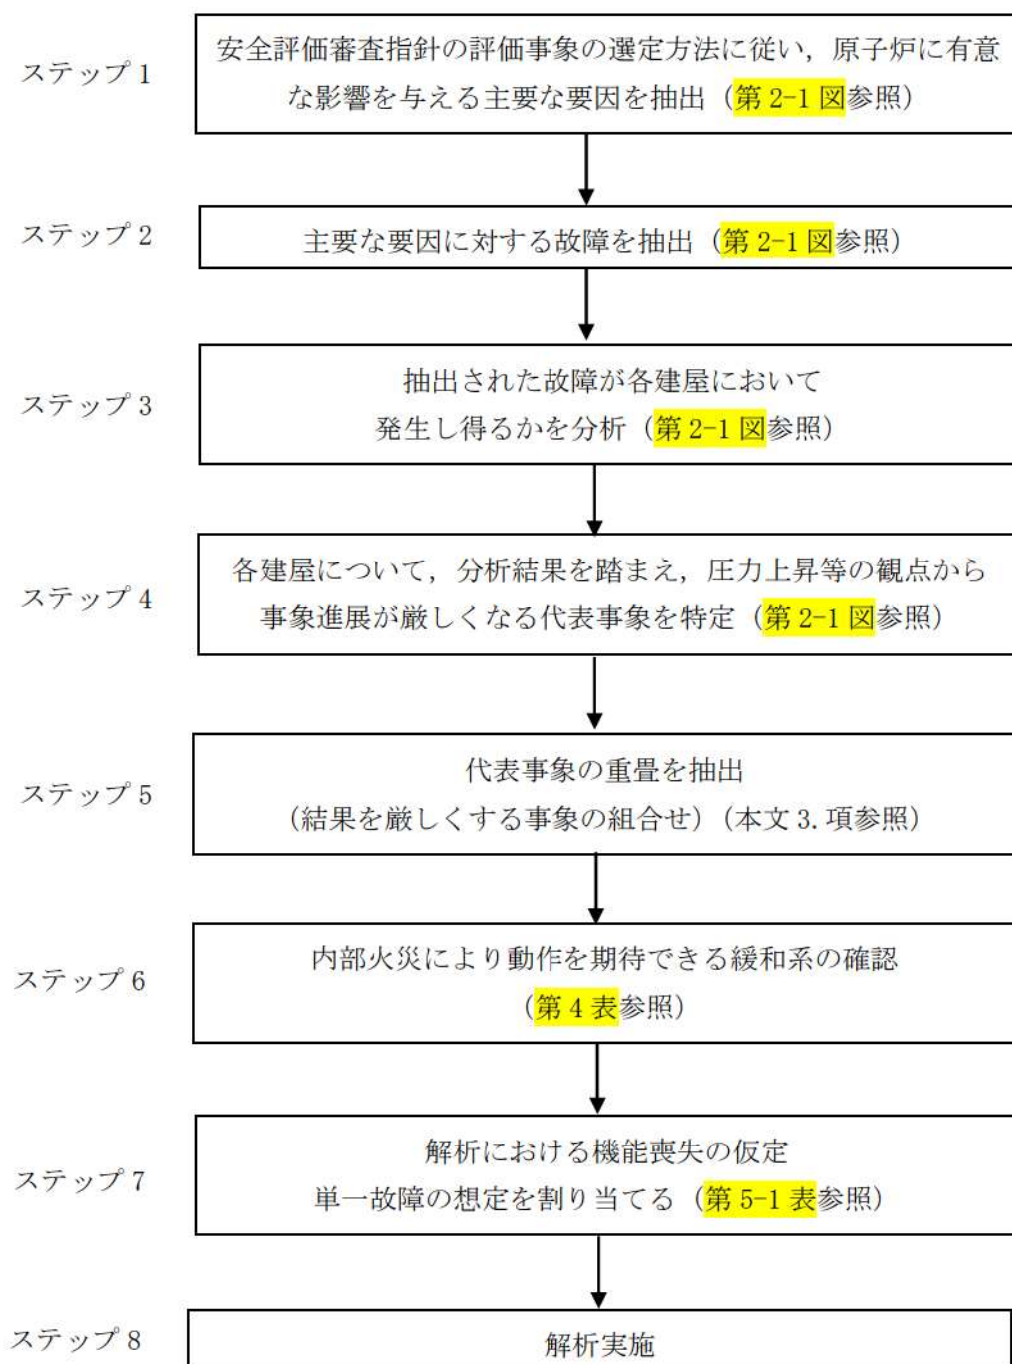 ステップ 1
安全評価審査指針の評価事象の選定方法に従い，原子炉に有意
な影響を与える主要な要因を抽出（第 2-1 図参照）
ステップ 2
主要な要因に対する故障を抽出（第 2-1 図参照）
ステップ 3
抽出された故障が各建屋において
発生し得るかを分析（第 2-1 図参照）
ステップ 4
各建屋について，分析結果を踏まえ，圧力上昇等の観点から
事象進展が厳しくなる代表事象を特定（第 2-1 図参照）
ステップ 5
代表事象の重畳を抽出
（結果を厳しくする事象の組合せ）（本文 3. 項参照）
ステップ 6
内部火災により動作を期待できる緩和系の確認
（第 4 表参照）
ステップ 7
解析における機能喪失の仮定
単一故障の想定を割り当てる（第 5-1 表参照）
ステップ 8
解析実施